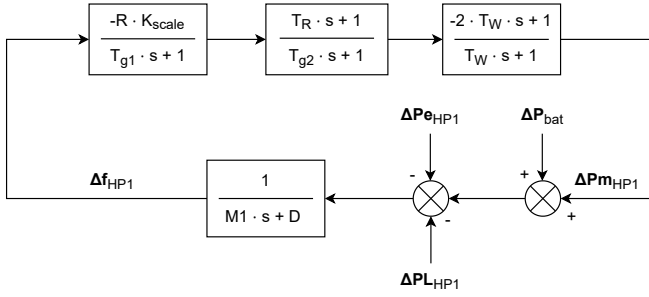 -R · K_scale
T_g1 · s + 1
T_R · s + 1
T_g2 · s + 1
-2 · T_W · s + 1
T_W · s + 1
ΔPe_HP1
ΔP_bat
Δf_HP1
1
M1 · s + D
-
-
+
ΔPm_HP1
+
ΔPL_HP1